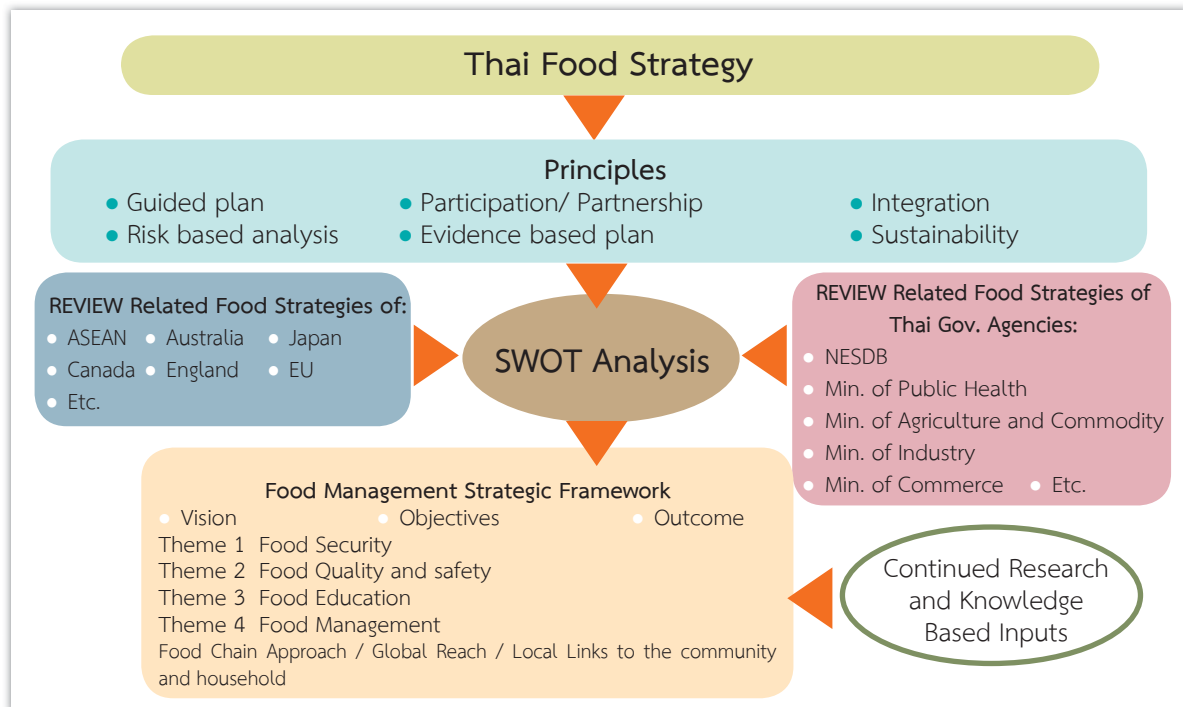 Thai Food Strategy
Principles
• Guided plan • Participation/ Partnership • Integration
• Risk based analysis • Evidence based plan • Sustainability
REVIEW Related Food Strategies of:
• ASEAN • Australia • Japan
• Canada • England • EU
• Etc.
SWOT Analysis
REVIEW Related Food Strategies of
Thai Gov. Agencies:
• NESDB
• Min. of Public Health
• Min. of Agriculture and Commodity
• Min. of Industry
• Min. of Commerce • Etc.
Food Management Strategic Framework
• Vision • Objectives • Outcome
Theme 1 Food Security
Theme 2 Food Quality and safety
Theme 3 Food Education
Theme 4 Food Management
Food Chain Approach / Global Reach / Local Links to the community
and household
Continued Research
and Knowledge
Based Inputs